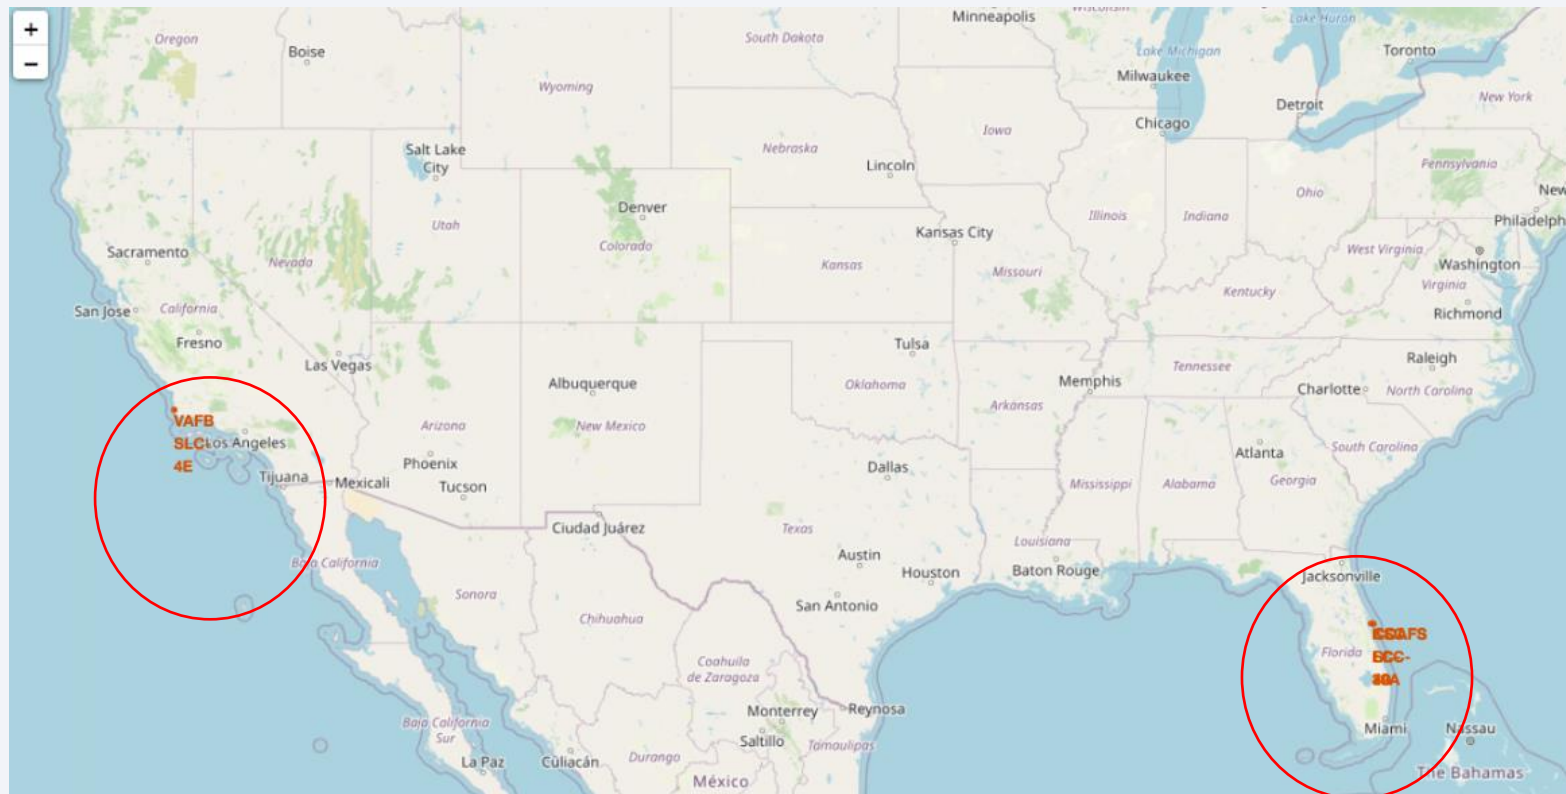 +
−
Oregon
Boise
South Dakota
Minneapolis
Wisconsin
Lake Huron
Toronto
Wyoming
Lake Michigan
Milwaukee
Detroit
New York
Chicago
Iowa
Nebraska
Salt Lake
City
Lincoln
Pennsylvania
New
Ohio
Utah
Denver
Colorado
Illinois
Indiana
Philadelph
Kansas City
Sacramento
Nevada
Kansas
Missouri
West Virginia
Washington
Virginia
Kentucky
San Jose
California
Richmond
Fresno
Las Vegas
Tulsa
Raleigh
Tennessee
Albuquerque
Oklahoma
Memphis
Charlotte
North Carolina
Arkansas
VAFB
SLC-
4E
Los Angeles
Arizona
New Mexico
South Carolina
Atlanta
Phoenix
Dallas
Tijuana
Mexicali
Tucson
Mississippi
Alabama
Georgia
Ciudad Juárez
Texas
Louisiana
Austin
Baja California
Houston
Baton Rouge
Jacksonville
Sonora
San Antonio
Chihuahua
Florida
Coahuila
de Zaragoza
Monterrey
Reynosa
Baja California
Sur
Saltillo
Tamaulipas
Miami
Nassau
La Paz
Culiacán
Durango
México
The Bahamas